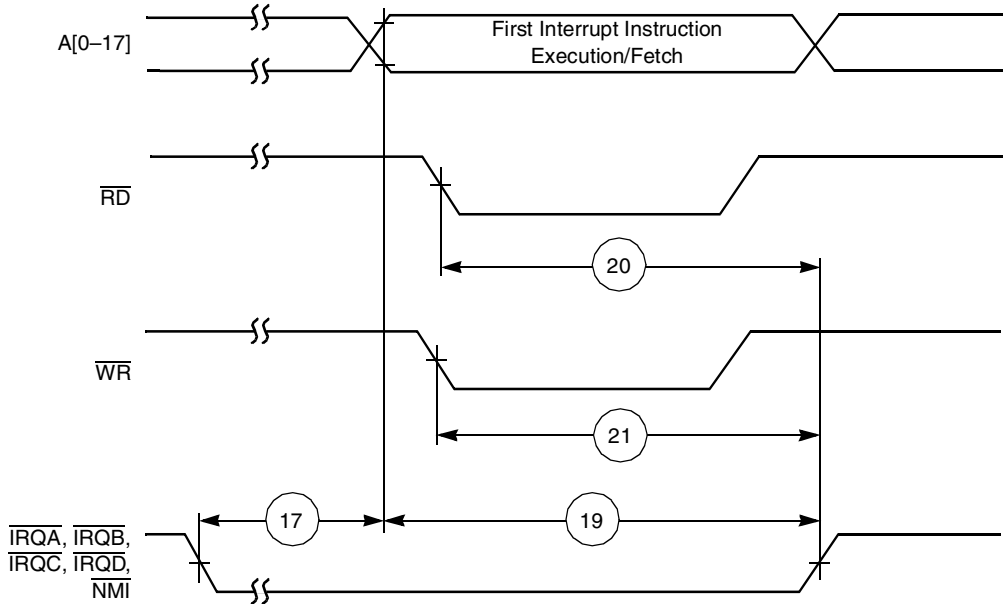 A[0–17]
First Interrupt Instruction
Execution/Fetch
RD
20
WR
21
17
19
IRQA, IRQB,
IRQC, IRQD,
NMI